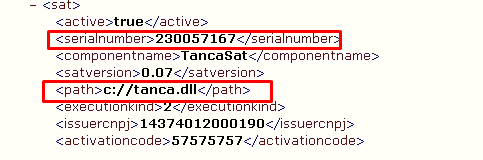 - <sat>
<active>true</active>
<serialnumber>230057167</serialnumber>
<componentname>TancaSat</componentname>
<satversion>0.07</satversion>
<path>c://tanca.dll</path>
<executionkind>2</executionkind>
<issuercnpj>14374012000190</issuercnpj>
<activationcode>57575757</activationcode>